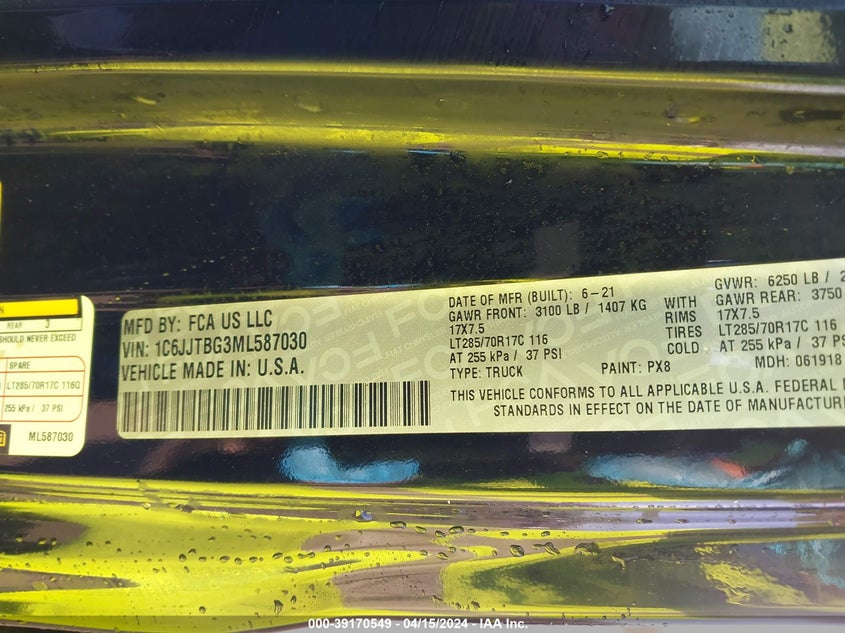 N
REAR 3
SHOULD NEVER EXCEED
SPARE
LT285/70R17C 116Q
255 kPa / 37 PSI
ML587030
MFD BY: FCA US LLC
VIN: 1C6JJTBG3ML587030
VEHICLE MADE IN: U.S.A.
DATE OF MFR (BUILT): 6-21
GAWR FRONT: 3100 LB / 1407 KG
17X7.5
LT285/70R17C 116
AT 255 kPa / 37 PSI
TYPE: TRUCK
WITH
RIMS
TIRES
COLD
GVWR: 6250 LB / 2
GAWR REAR: 3750
17X7.5
LT285/70R17C 116
AT 255 kPa / 37 PSI
PAINT: PX8
MDH: 061918
THIS VEHICLE CONFORMS TO ALL APPLICABLE U.S.A. FEDERAL M
STANDARDS IN EFFECT ON THE DATE OF MANUFACTUR
000-39170549 - 04/15/2024 - IAA Inc.